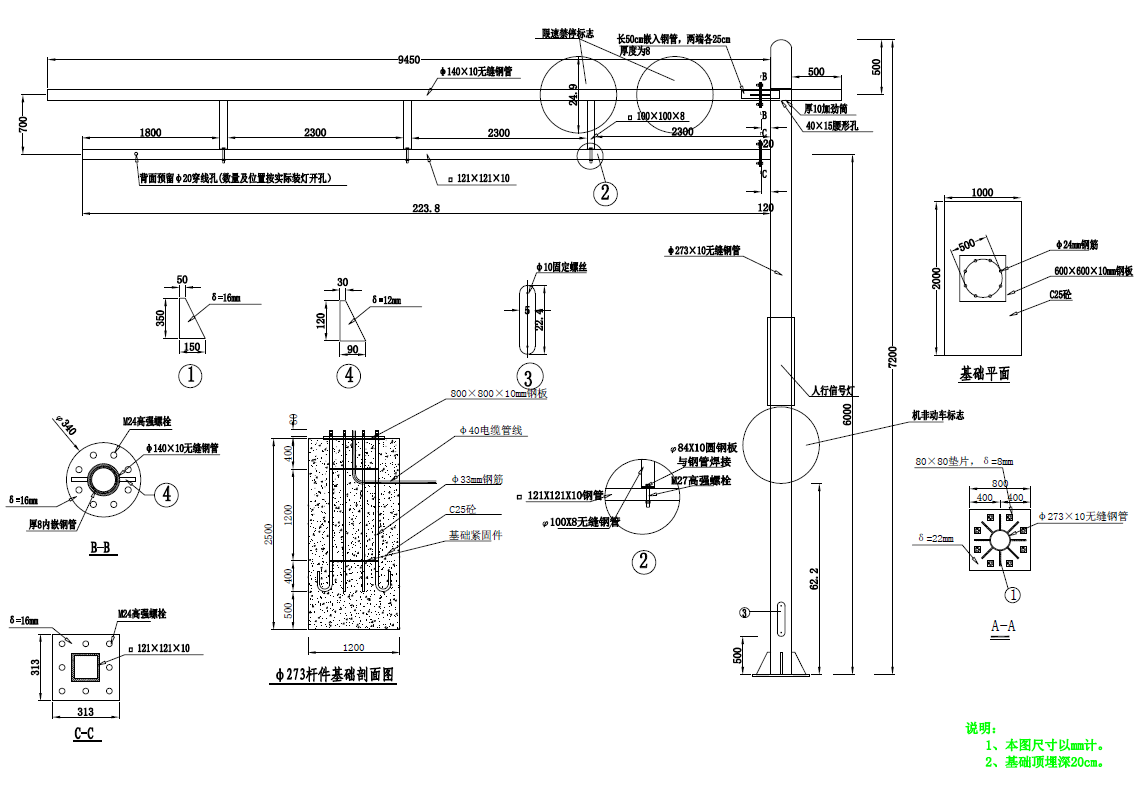 限速禁停标志
长50cm嵌入钢管，两端各25cm
厚度为8
9450
φ140×10无缝钢管
B
500
500
24.9
700
□ 100×100×8
B
厚10加劲筒
40×15腰形孔
1800
2300
2300
2300
C
120
背面预留φ20穿线孔(数量及位置按实际装灯开孔)
□ 121×121×10
②
C
223.8
120
1000
φ273×10无缝钢管
500
φ24mm钢筋
600×600×10mm钢板
C25砼
2000
基础平面
50
δ=16mm
350
150
①
30
δ=12mm
120
90
④
φ10固定螺丝
5
22.4
③
7200
6000
人行信号灯
机非动车标志
φ340
M24高强螺栓
φ140×10无缝钢管
④
δ=16mm
厚8内嵌钢管
B-B
60
800×800×10mm钢板
φ40电缆管线
400
φ33mm钢筋
C25砼
1200
基础紧固件
2500
400
500
1200
φ273杆件基础剖面图
φ84X10圆钢板
与钢管焊接
M27高强螺栓
□ 121X121X10钢管
φ100X8无缝钢管
②
62.2
③
500
80×80垫片，δ=8mm
800
400
400
φ273×10无缝钢管
δ=22mm
①
A-A
δ=16mm
M24高强螺栓
□ 121×121×10
313
313
C-C
说明：
1、本图尺寸以mm计。
2、基础顶埋深20cm。